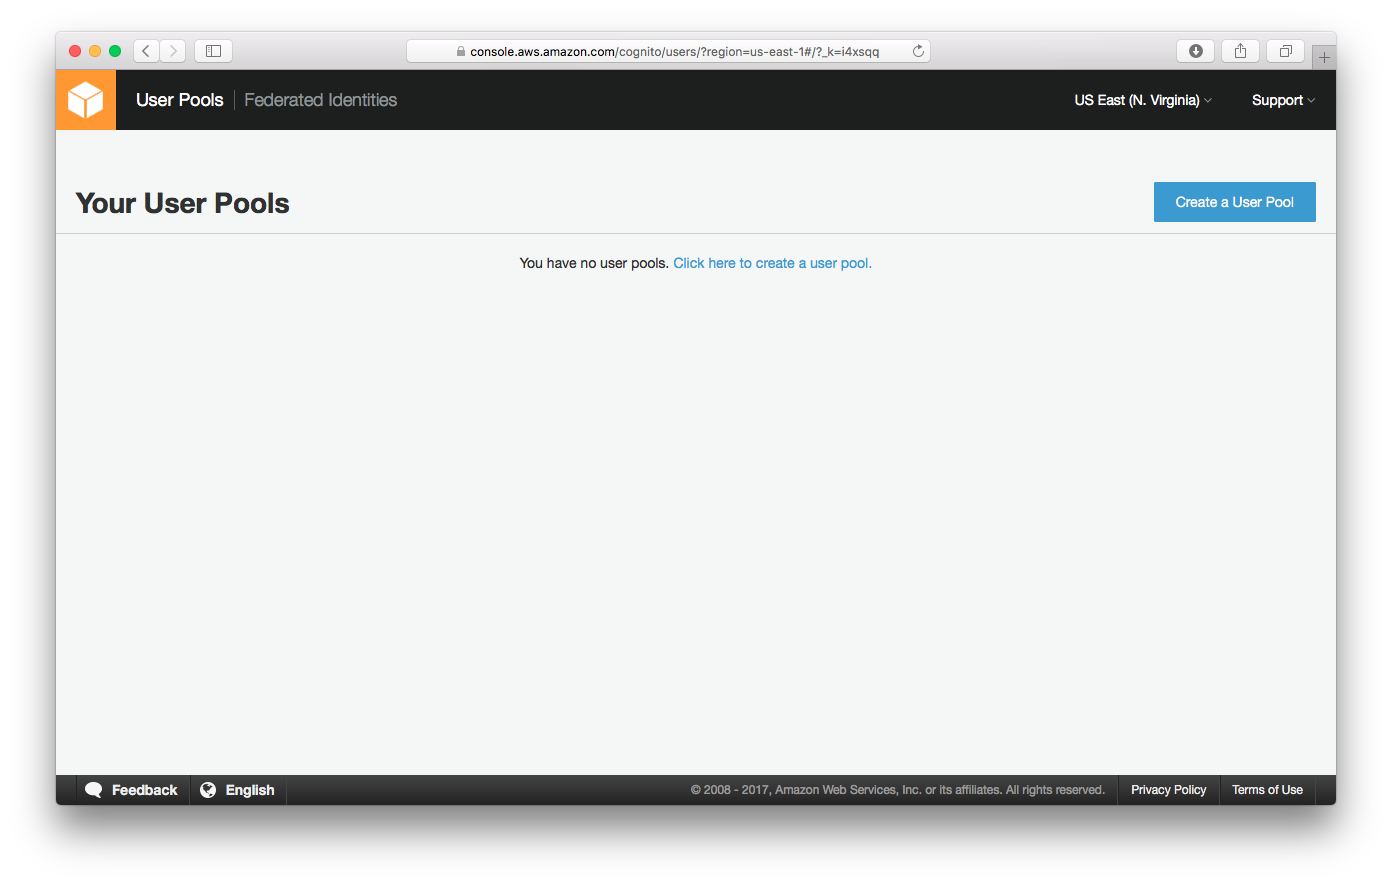 console.aws.amazon.com/cognito/users/?region=us-east-1#/?_k=i4xsqq
User Pools
Federated Identities
US East (N. Virginia)
Support
Your User Pools
Create a User Pool
You have no user pools. Click here to create a user pool.
Feedback
English
© 2008 - 2017, Amazon Web Services, Inc. or its affiliates. All rights reserved.
Privacy Policy
Terms of Use